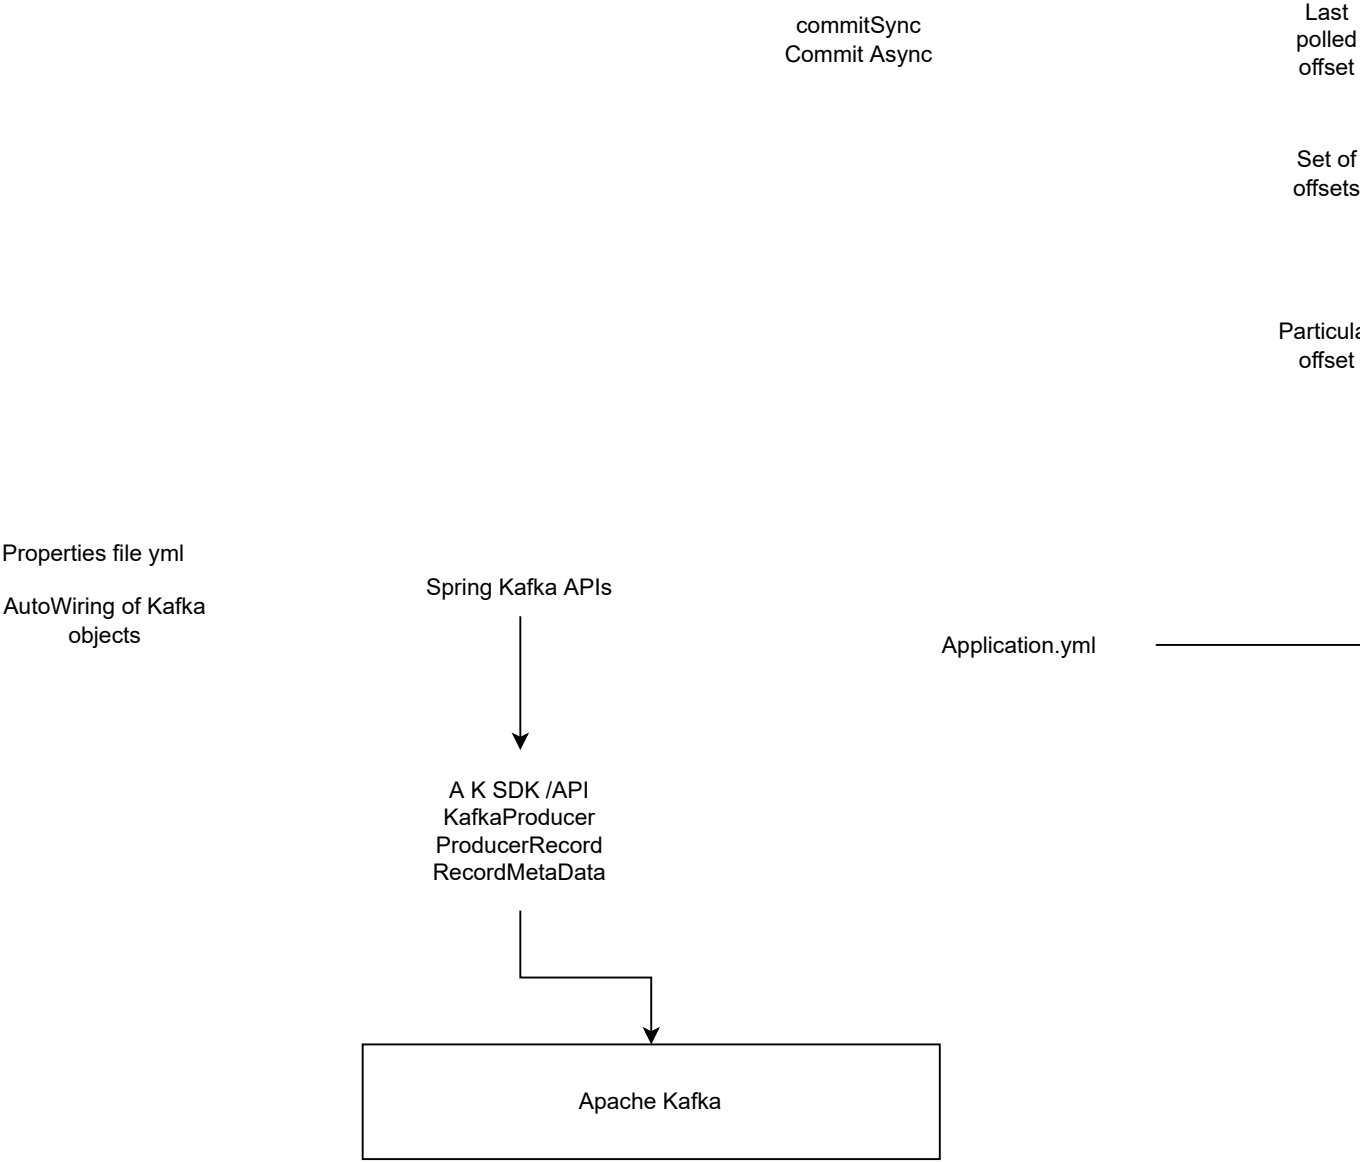 commitSync
Commit Async
Last
polled
offset
Set of
offsets
Particula
offset
Properties file yml
AutoWiring of Kafka
objects
Spring Kafka APIs
Application.yml
A K SDK /API
KafkaProducer
ProducerRecord
RecordMetaData
Apache Kafka